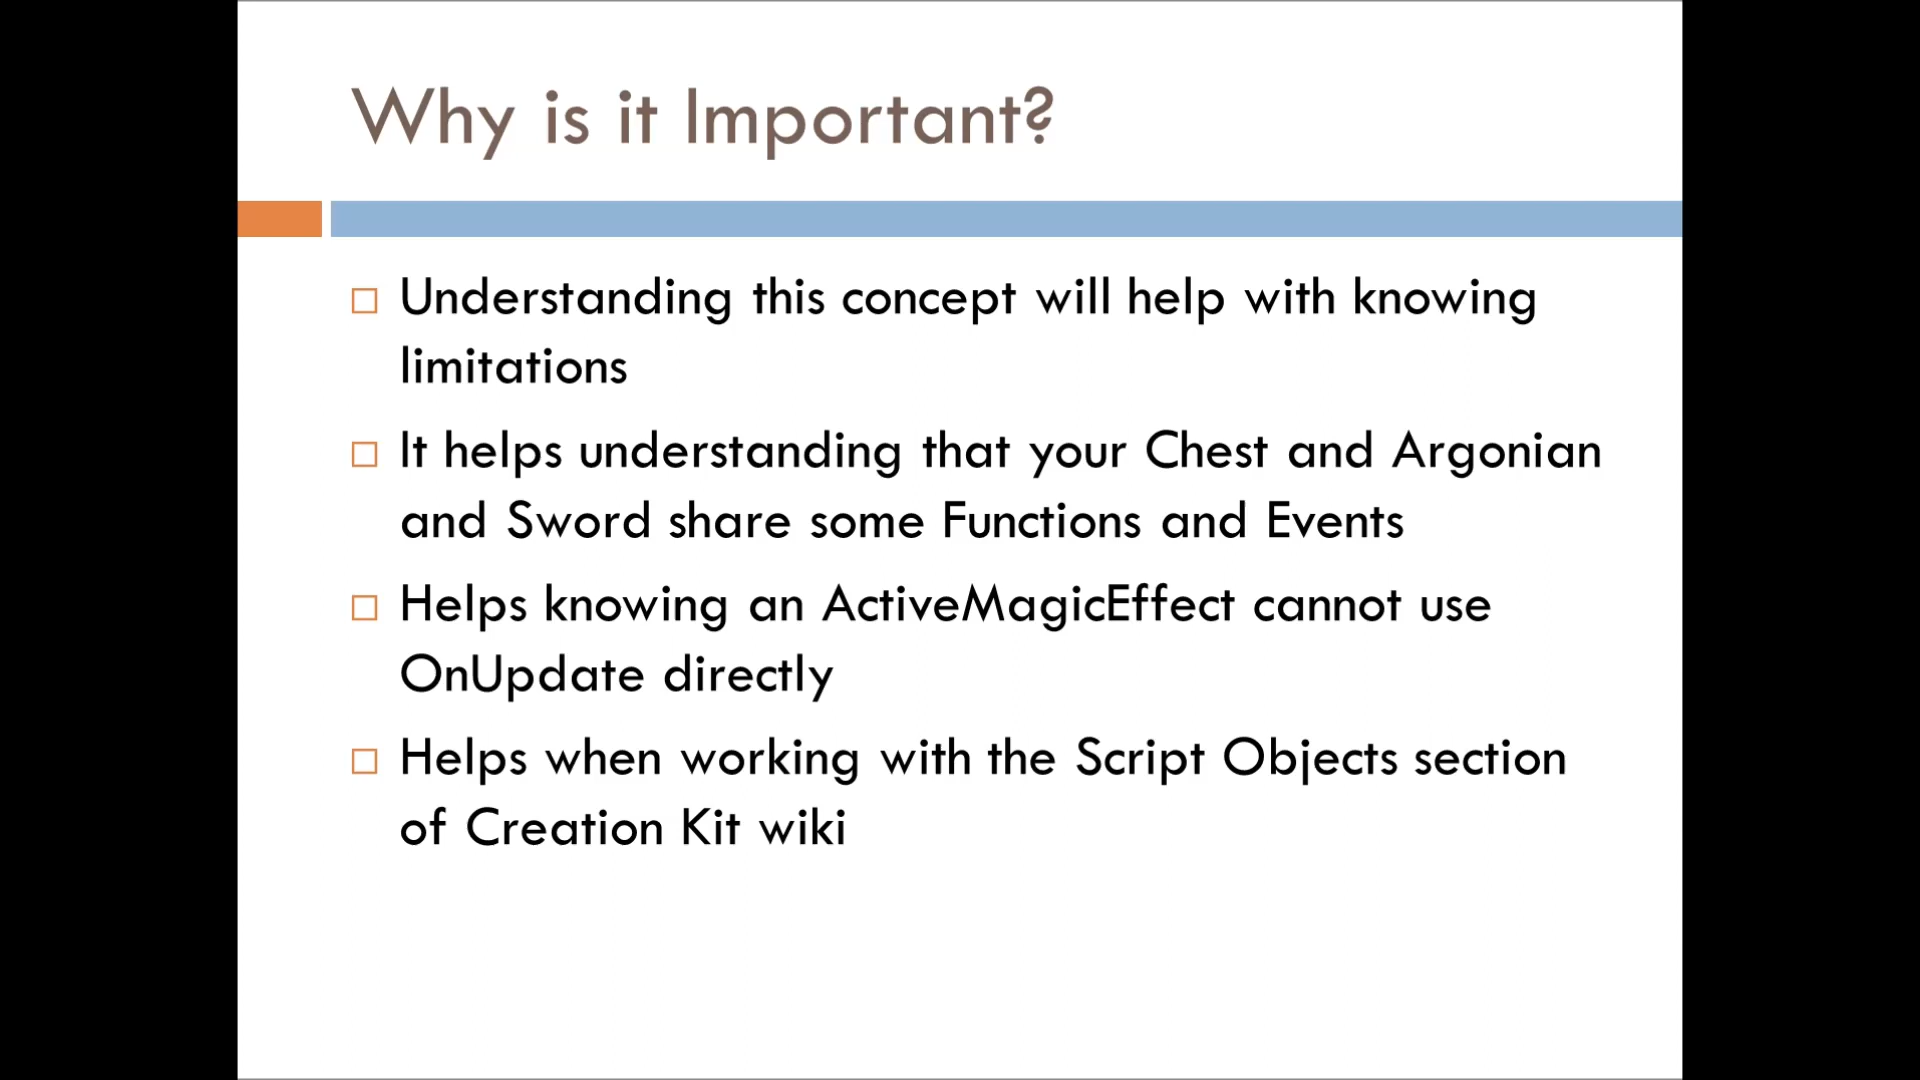 Why is it Important?
Understanding this concept will help with knowing
limitations
It helps understanding that your Chest and Argonian
and Sword share some Functions and Events
Helps knowing an ActiveMagicEffect cannot use
OnUpdate directly
Helps when working with the Script Objects section
of Creation Kit wiki